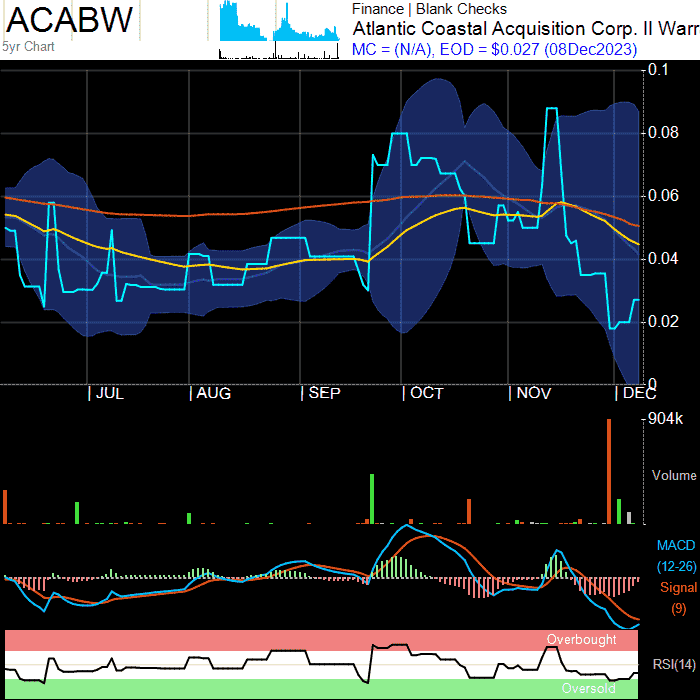 ACABW
5yr Chart
Finance | Blank Checks
Atlantic Coastal Acquisition Corp. II Warr
MC = (N/A), EOD = $0.027 (08Dec2023)
0.1
0.08
0.06
0.04
0.02
0
JUL AUG SEP OCT NOV DEC
904k
Volume
MACD
(12-26)
Signal
(9)
Overbought
RSI(14)
Oversold